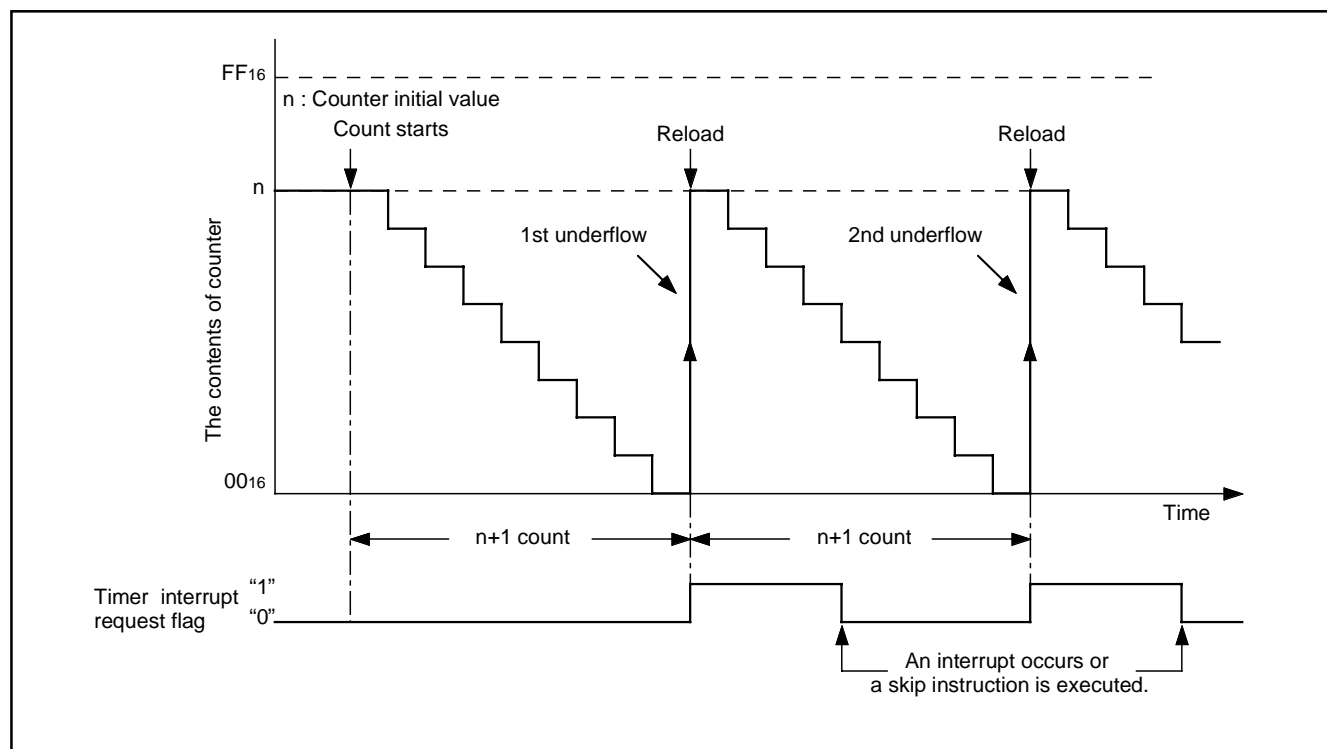 FF16
n : Counter initial value
Count starts
Reload
Reload
n
1st underflow
2nd underflow
The contents of counter
0016
Time
n+1 count
n+1 count
Timer interrupt
request flag
“1”
“0”
An interrupt occurs or
a skip instruction is executed.